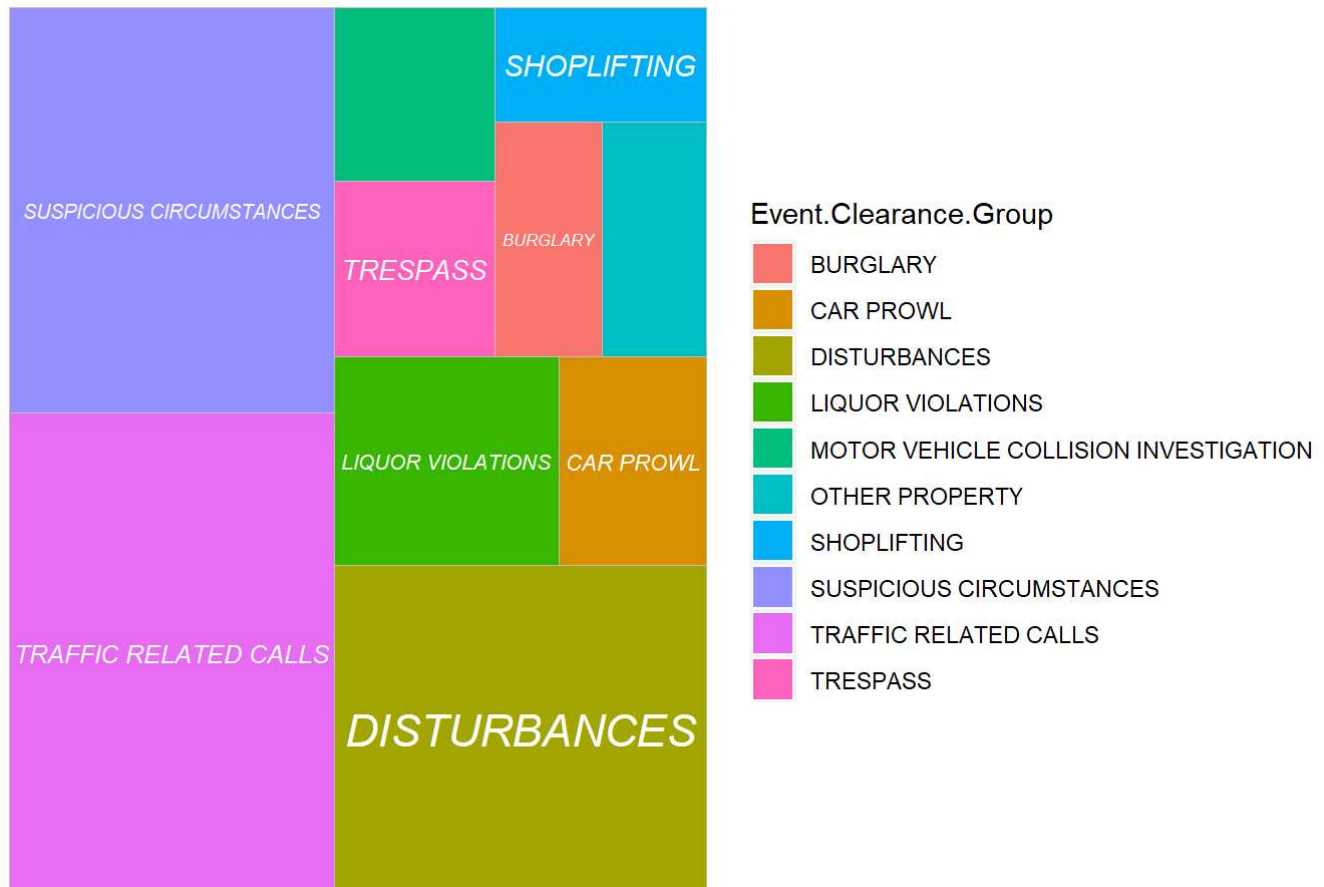 SHOPLIFTING
SUSPICIOUS CIRCUMSTANCES
TRESPASS
BURGLARY
LIQUOR VIOLATIONS
CAR PROWL
TRAFFIC RELATED CALLS
DISTURBANCES
Event.Clearance.Group
BURGLARY
CAR PROWL
DISTURBANCES
LIQUOR VIOLATIONS
MOTOR VEHICLE COLLISION INVESTIGATION
OTHER PROPERTY
SHOPLIFTING
SUSPICIOUS CIRCUMSTANCES
TRAFFIC RELATED CALLS
TRESPASS